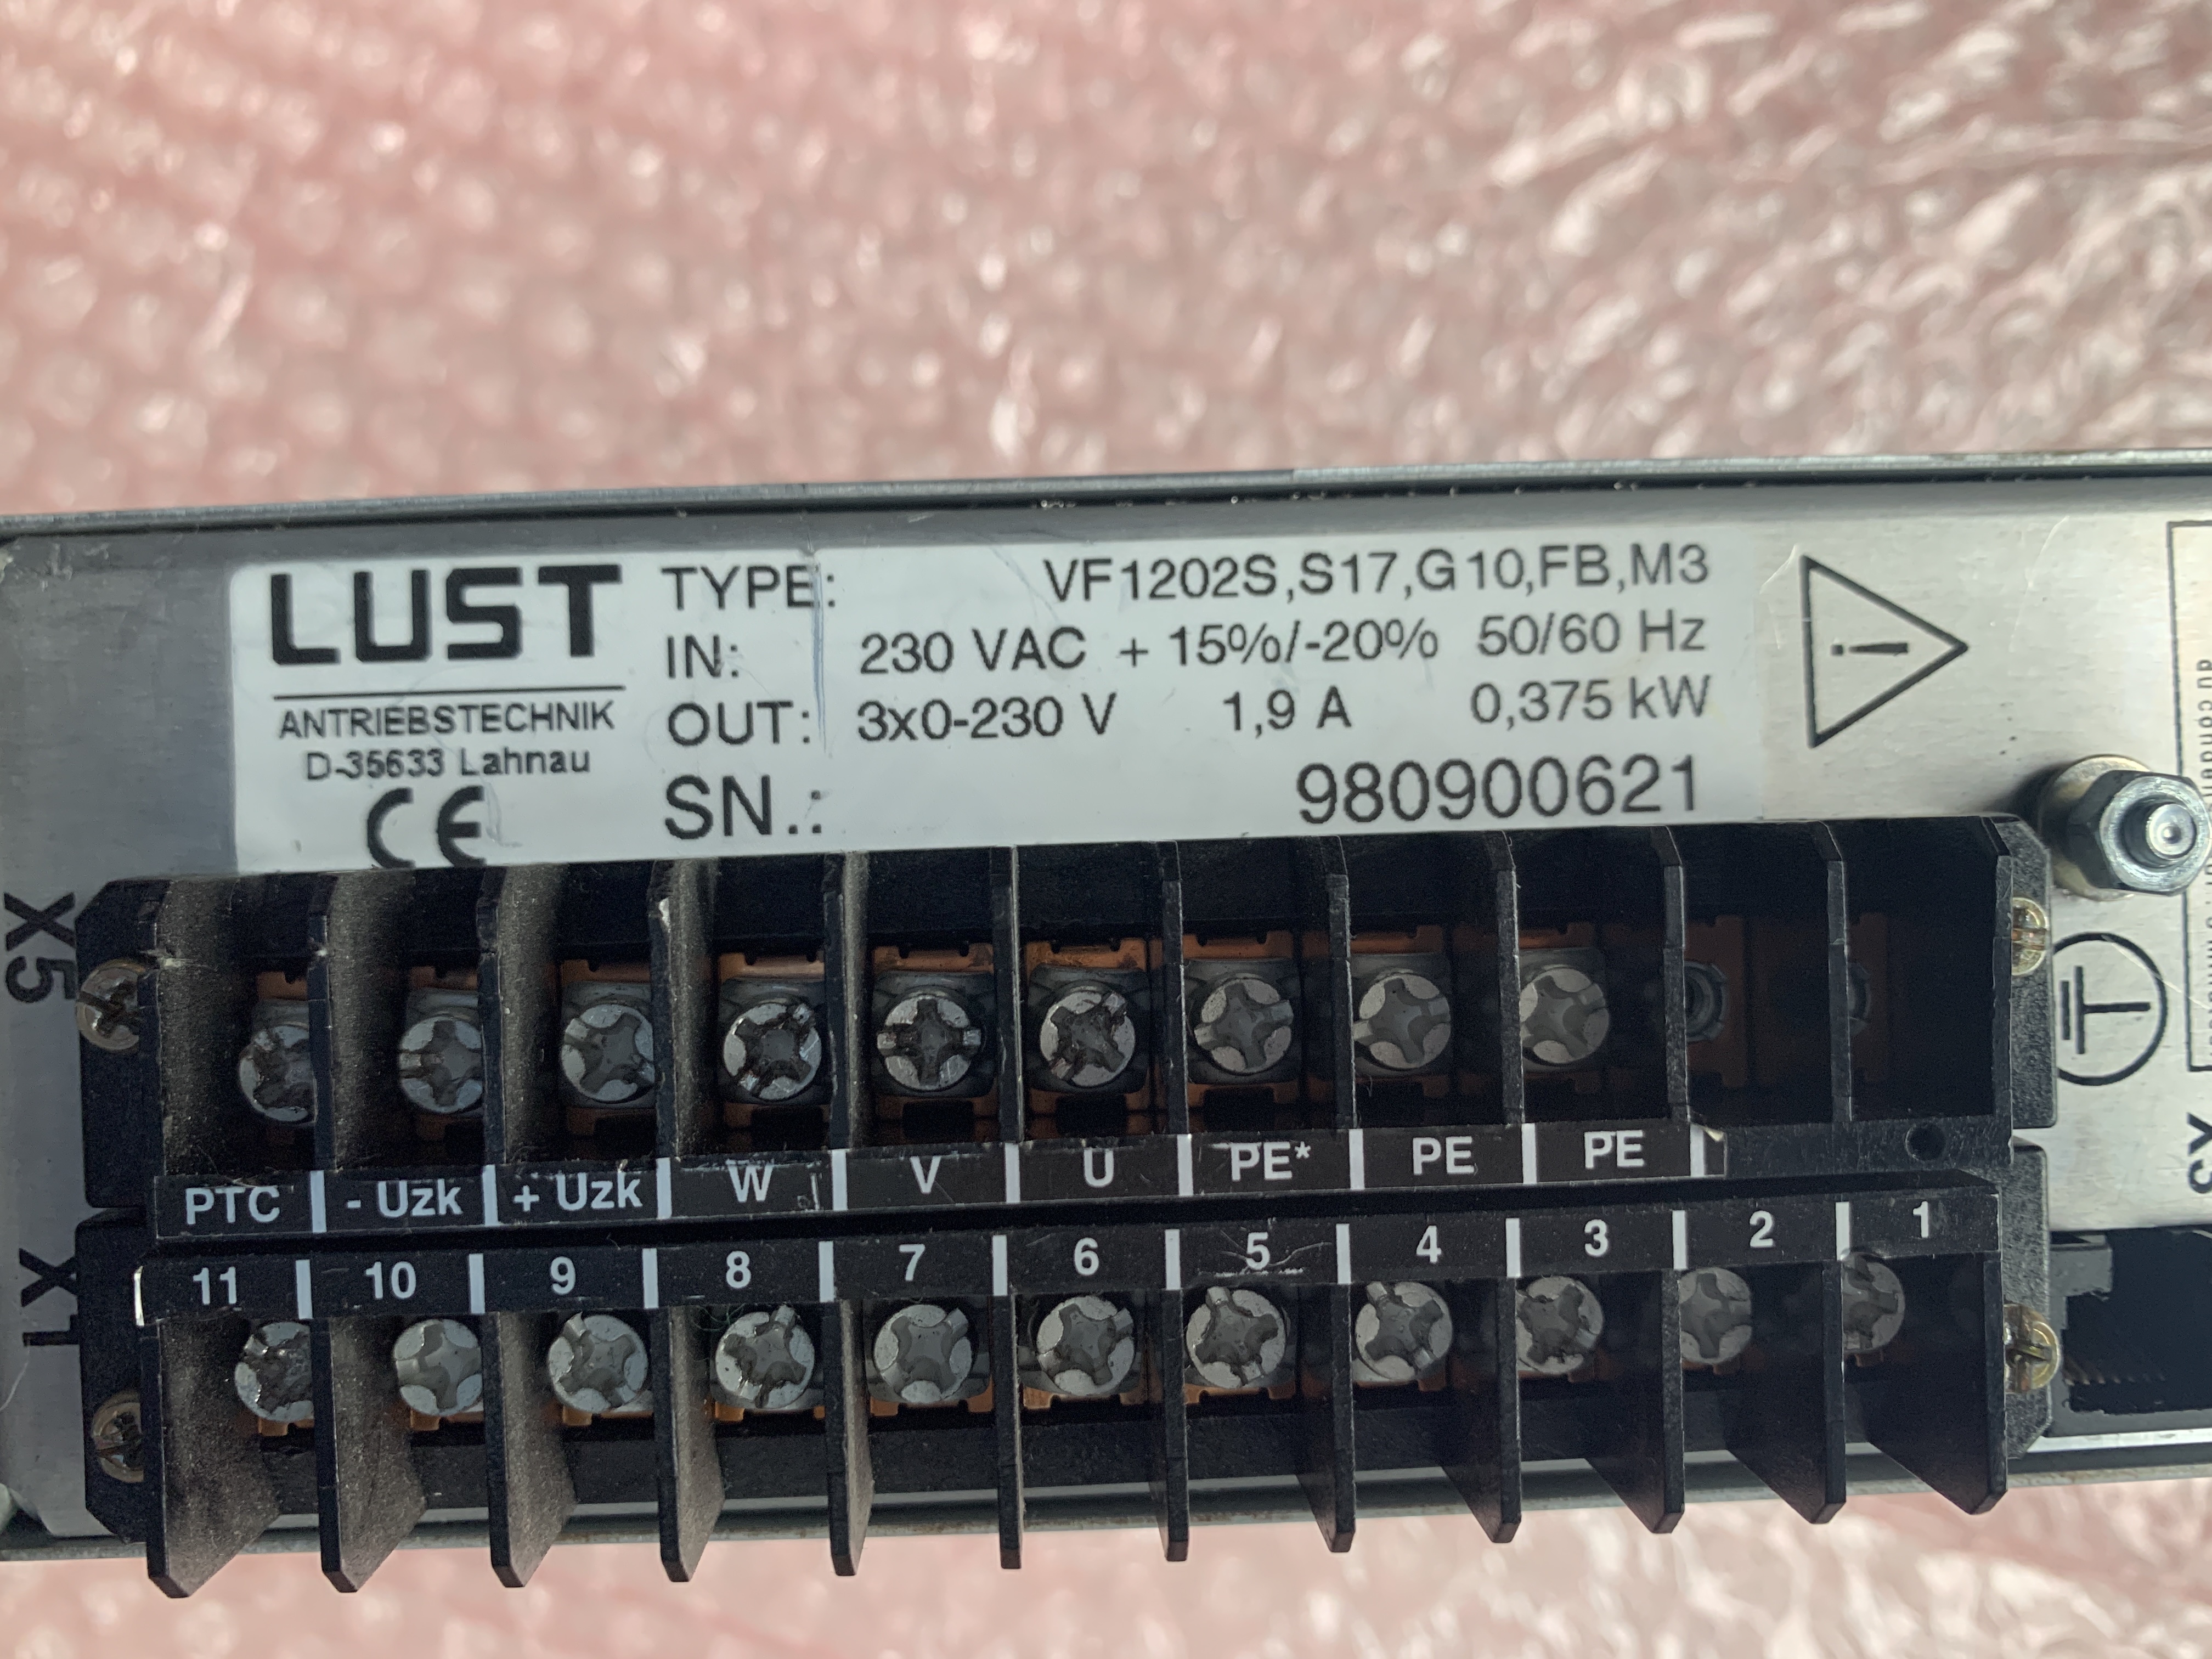 LUST
ANTRIEBSTECHNIK
D-35633 Lahnau
CE
TYPE: VF1202S,S17,G10,FB,M3
IN: 230 VAC + 15%/-20% 50/60 Hz
OUT: 3x0-230 V 1,9 A 0,375 kW
SN.: 980900621
X5
PTC - Uzk + Uzk W V U PE* PE PE
X1
11 10 9 8 7 6 5 4 3 2 1